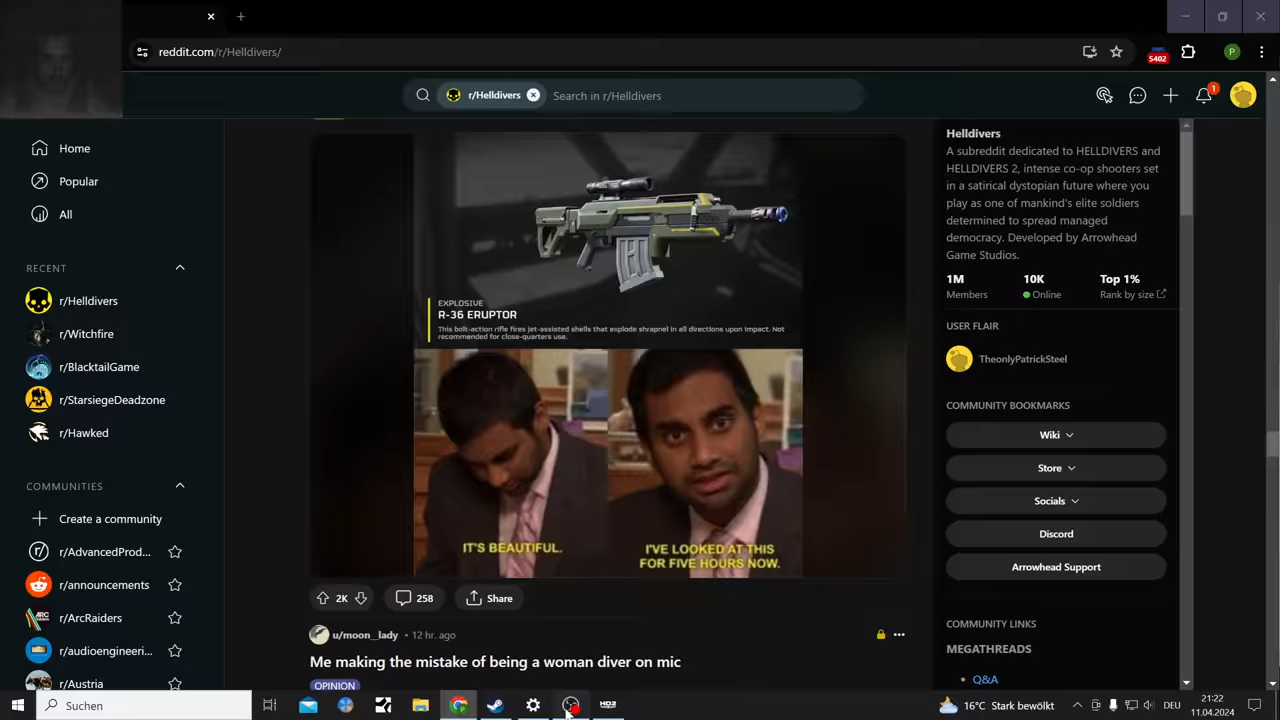 reddit.com/r/Helldivers/
5402
P
r/Helldivers
Search in r/Helldivers
1
Home
Popular
All
RECENT
r/Helldivers
r/Witchfire
r/BlacktailGame
r/StarsiegeDeadzone
r/Hawked
COMMUNITIES
Create a community
r/AdvancedProd...
r/announcements
r/ArcRaiders
r/audioengineeri...
r/Austria
EXPLOSIVE
R-36 ERUPTOR
This bolt-action rifle fires jet-assisted shells that explode shrapnel in all directions upon impact. Not
recommended for close-quarters use.
IT'S BEAUTIFUL.
I'VE LOOKED AT THIS
FOR FIVE HOURS NOW.
2K
258
Share
u/moon__lady • 12 hr. ago
Me making the mistake of being a woman diver on mic
OPINION
Helldivers
A subreddit dedicated to HELLDIVERS and
HELLDIVERS 2, intense co-op shooters set
in a satirical dystopian future where you
play as one of mankind's elite soldiers
determined to spread managed
democracy. Developed by Arrowhead
Game Studios.
1M 10K Top 1%
Members Online Rank by size
USER FLAIR
TheonlyPatrickSteel
COMMUNITY BOOKMARKS
Wiki
Store
Socials
Discord
Arrowhead Support
COMMUNITY LINKS
MEGATHREADS
• Q&A
Suchen
HD2
16°C Stark bewölkt
DEU
21:22
11.04.2024